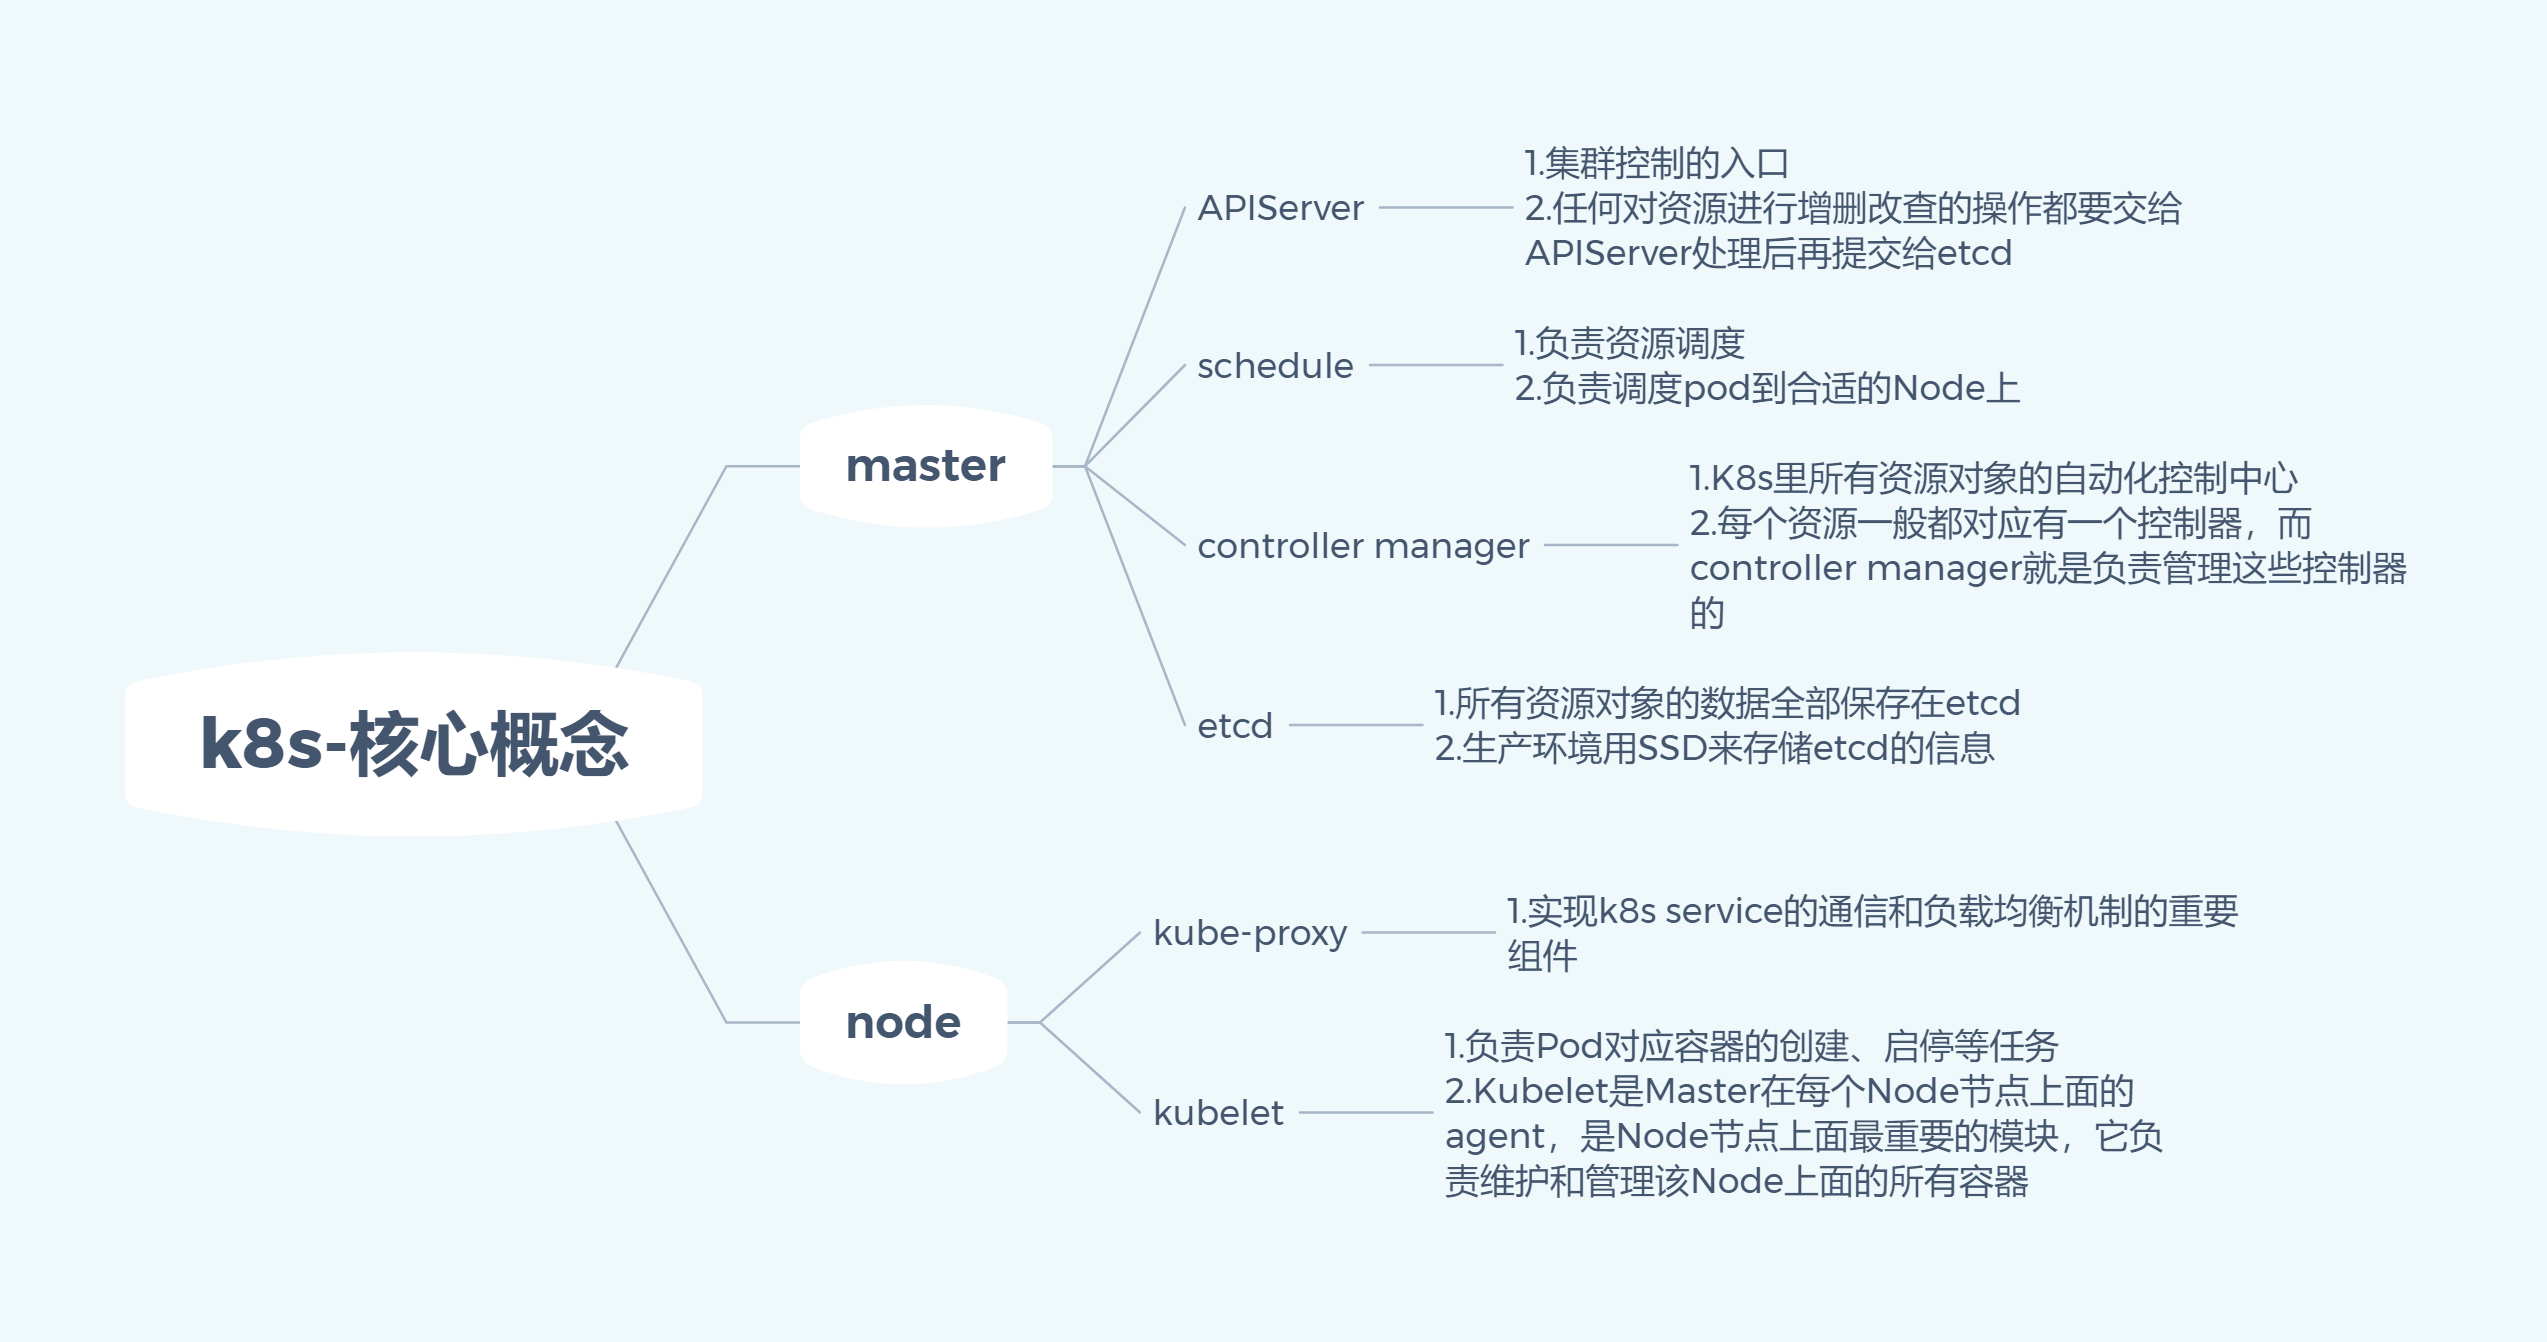 k8s-核心概念
master
APIServer
1.集群控制的入口
2.任何对资源进行增删改查的操作都要交给
APIServer处理后再提交给etcd
schedule
1.负责资源调度
2.负责调度pod到合适的Node上
controller manager
1.K8s里所有资源对象的自动化控制中心
2.每个资源一般都对应有一个控制器，而
controller manager就是负责管理这些控制器
的
etcd
1.所有资源对象的数据全部保存在etcd
2.生产环境用SSD来存储etcd的信息
node
kube-proxy
1.实现k8s service的通信和负载均衡机制的重要
组件
kubelet
1.负责Pod对应容器的创建、启停等任务
2.Kubelet是Master在每个Node节点上面的
agent，是Node节点上面最重要的模块，它负
责维护和管理该Node上面的所有容器